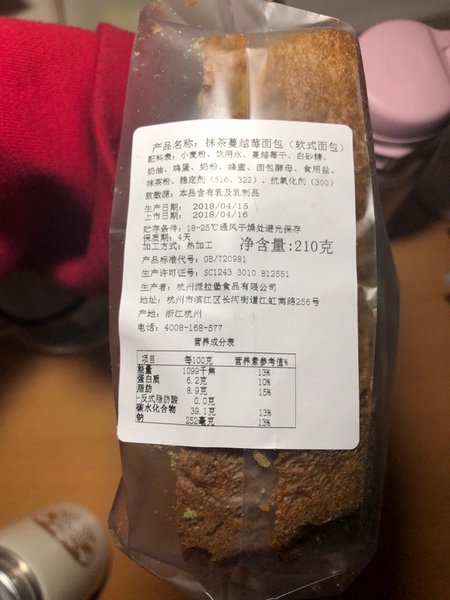 产品名称：抹茶蔓越莓面包（软式面包）
配料表：小麦粉、饮用水、蔓越莓干、白砂糖、
奶油、鸡蛋、奶粉、蜂蜜、面包酵母、食用盐、
抹茶粉、稳定剂（516、322）、抗氧化剂（300）
致敏源：本品含有乳及乳制品
生产日期：2018/04/15
上市日期：2018/04/16
贮存条件：18-25℃通风干燥处避光保存
保质期：4天
加工方式：热加工 净含量:210克
产品标准代号：GB/T20981
生产许可证号：SC1243 3010 812551
生产者：杭州派拉堡食品有限公司
地址：杭州市滨江区长河街道江虹南路256号
产地：浙江杭州
电话：4008-168-577
营养成分表
项目 每100克 营养素参考值%
能量 1099千焦 13%
蛋白质 6.2克 10%
脂肪 8.9克 15%
-反式脂肪酸 0.0克
碳水化合物 39.1克 13%
钠 252毫克 13%